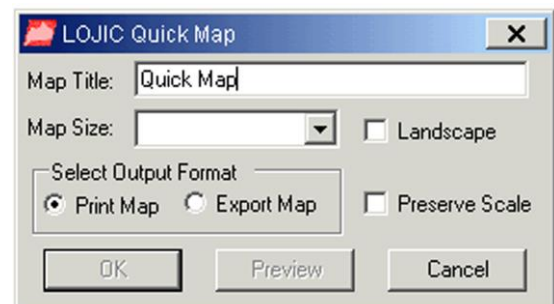 LOJIC Quick Map
Map Title: Quick Map
Map Size: Landscape
Select Output Format
Print Map Export Map Preserve Scale
OK Preview Cancel